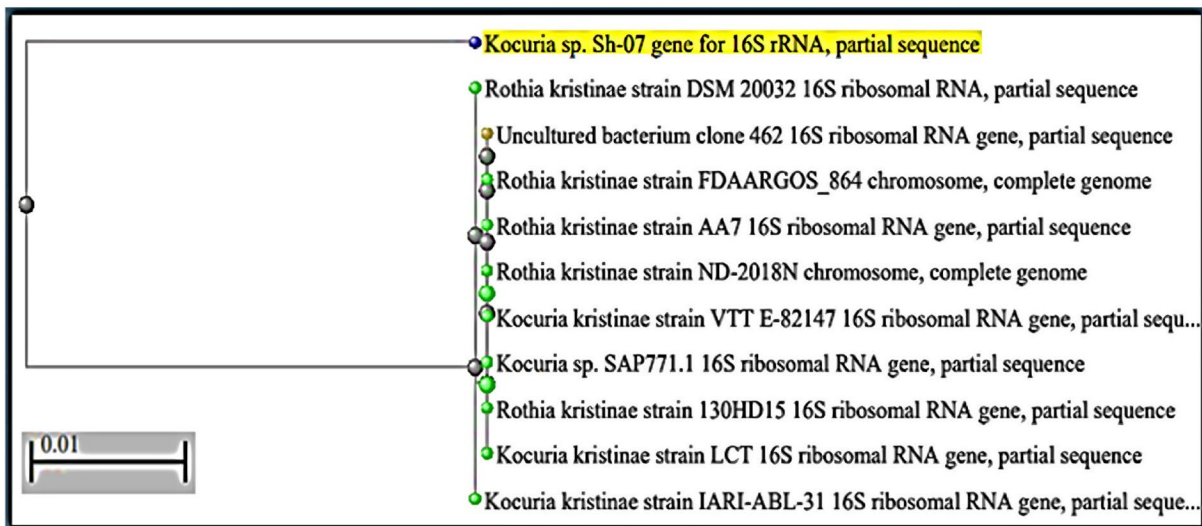 Kocuria sp. Sh-07 gene for 16S rRNA, partial sequence
Rothia kristinae strain DSM 20032 16S ribosomal RNA, partial sequence
Uncultured bacterium clone 462 16S ribosomal RNA gene, partial sequence
Rothia kristinae strain FDAARGOS_864 chromosome, complete genome
Rothia kristinae strain AA7 16S ribosomal RNA gene, partial sequence
Rothia kristinae strain ND-2018N chromosome, complete genome
Kocuria kristinae strain VTT E-82147 16S ribosomal RNA gene, partial sequ...
Kocuria sp. SAP771.1 16S ribosomal RNA gene, partial sequence
Rothia kristinae strain 130HD15 16S ribosomal RNA gene, partial sequence
Kocuria kristinae strain LCT 16S ribosomal RNA gene, partial sequence
Kocuria kristinae strain IARI-ABL-31 16S ribosomal RNA gene, partial seque...
0.01